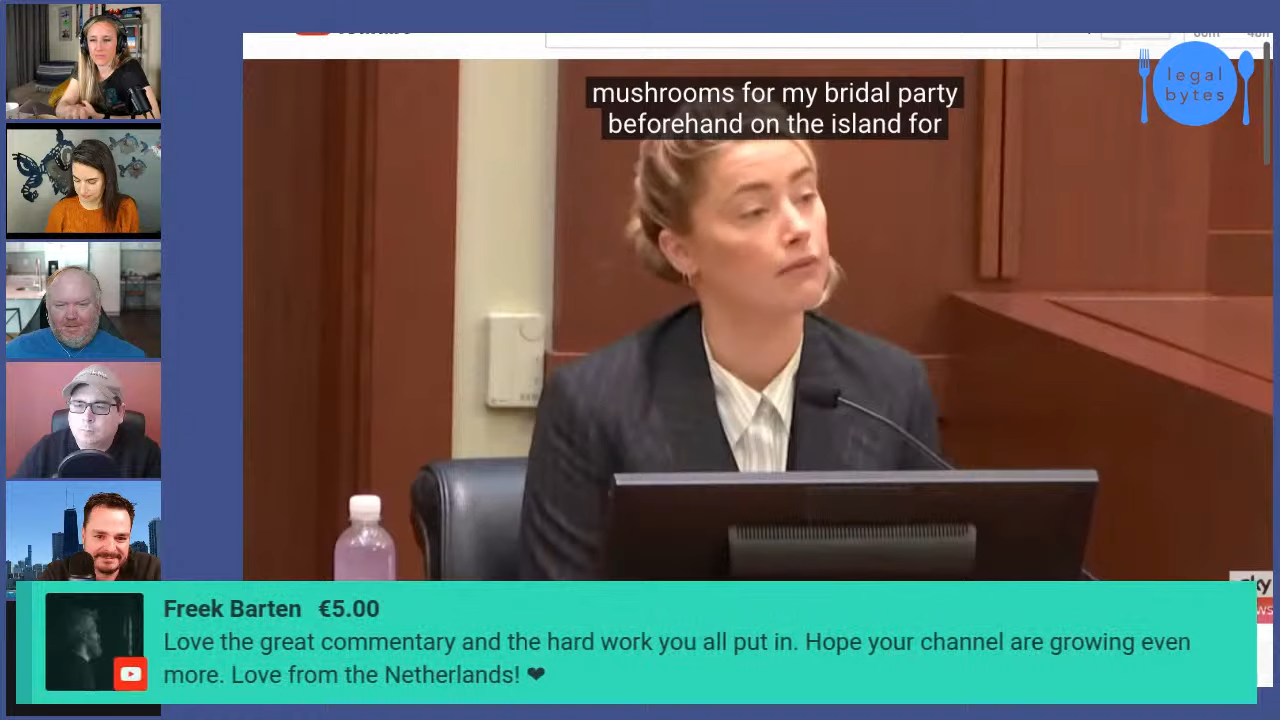 mushrooms for my bridal party
beforehand on the island for
legal
bytes
sky
Freek Barten €5.00
Love the great commentary and the hard work you all put in. Hope your channel are growing even
more. Love from the Netherlands! ❤